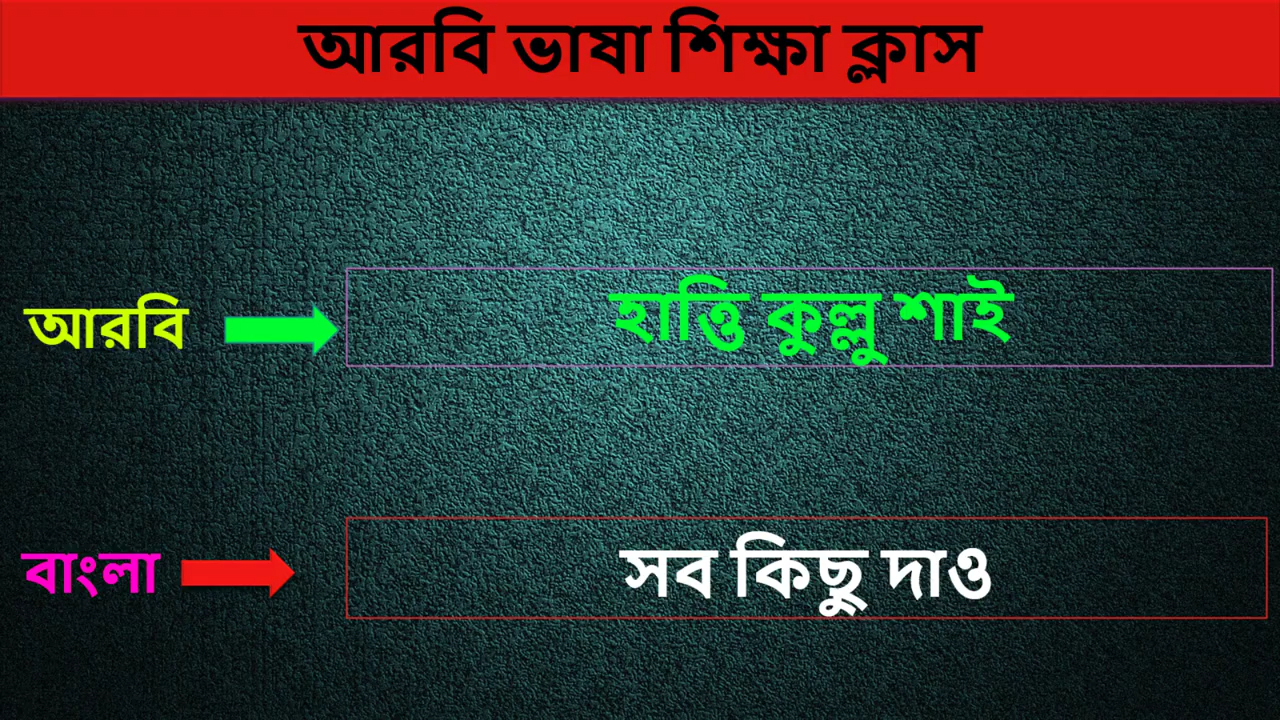 আরবি ভাষা শিক্ষা ক্লাস
আরবি হাত্তি কুল্লু শাই
বাংলা সব কিছু দাও